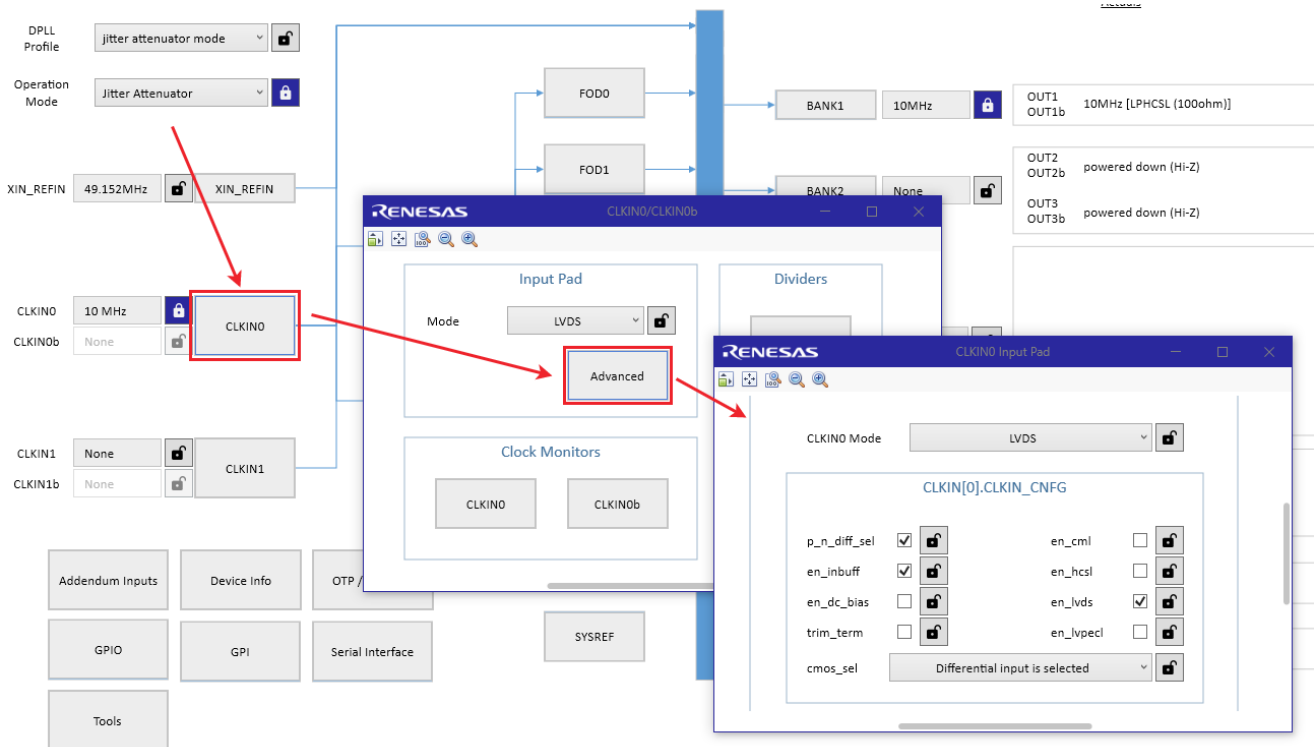 Actuals
DPLL
Profile
jitter attenuator mode
Operation
Mode
Jitter Attenuator
FOD0
BANK1
10MHz
OUT1
OUT1b
10MHz [LPHCSL (100ohm)]
FOD1
BANK2
None
OUT2
OUT2b
powered down (Hi-Z)
OUT3
OUT3b
powered down (Hi-Z)
XIN_REFIN
49.152MHz
XIN_REFIN
CLKIN0
10 MHz
CLKIN0b
None
CLKIN0
CLKIN1
None
CLKIN1b
None
CLKIN1
RENESAS
CLKIN0/CLKIN0b
Input Pad
Mode
LVDS
Advanced
Dividers
Clock Monitors
CLKIN0
CLKIN0b
RENESAS
CLKIN0 Input Pad
CLKIN0 Mode
LVDS
CLKIN[0].CLKIN_CNFG
p_n_diff_sel
en_cml
en_inbuff
en_hcsl
en_dc_bias
en_lvds
trim_term
en_lvpecl
cmos_sel
Differential input is selected
Addendum Inputs
Device Info
OTP /
GPIO
GPI
Serial Interface
SYSREF
Tools